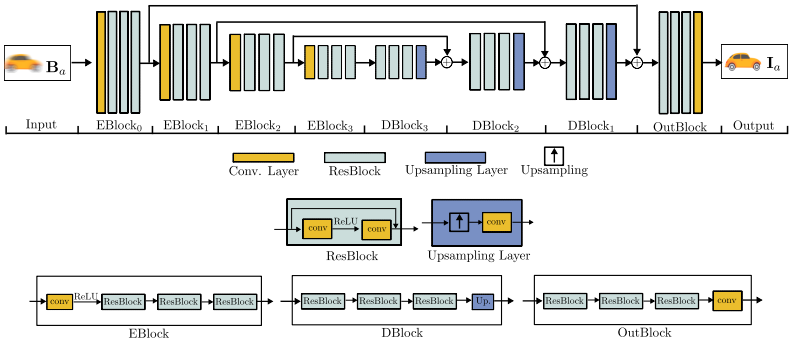 B_a
I_a
Input EBlock_0 EBlock_1 EBlock_2 EBlock_3 DBlock_3 DBlock_2 DBlock_1 OutBlock Output
Conv. Layer ResBlock Upsampling Layer Upsampling
conv ReLU conv
conv
ResBlock Upsampling Layer
conv ReLU ResBlock ResBlock ResBlock
ResBlock ResBlock ResBlock Up.
ResBlock ResBlock ResBlock conv
EBlock DBlock OutBlock